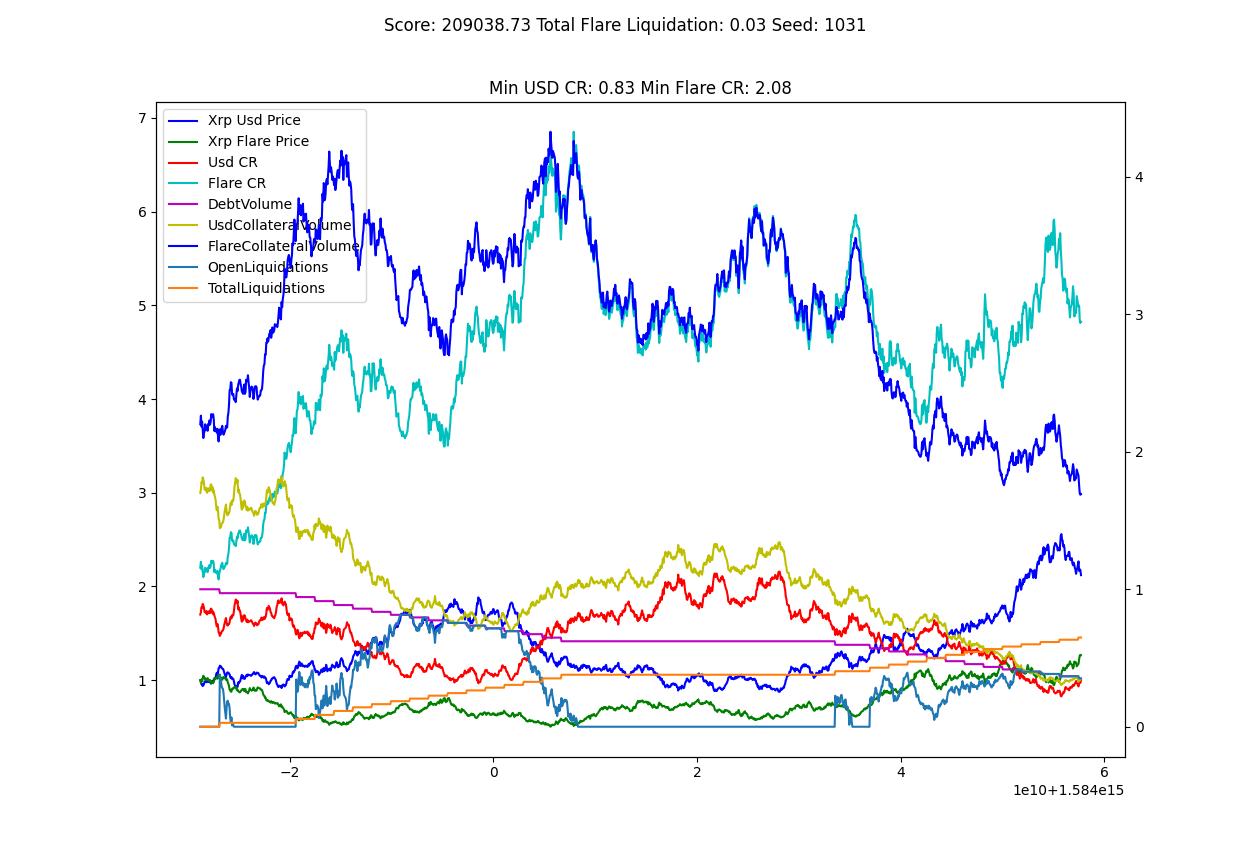 Score: 209038.73 Total Flare Liquidation: 0.03 Seed: 1031
Min USD CR: 0.83 Min Flare CR: 2.08
Xrp Usd Price
Xrp Flare Price
Usd CR
Flare CR
DebtVolume
UsdCollateralVolume
FlareCollateralVolume
OpenLiquidations
TotalLiquidations
7
6
5
4
3
2
1
4
3
2
1
0
−2
0
2
4
6
1e10+1.584e15